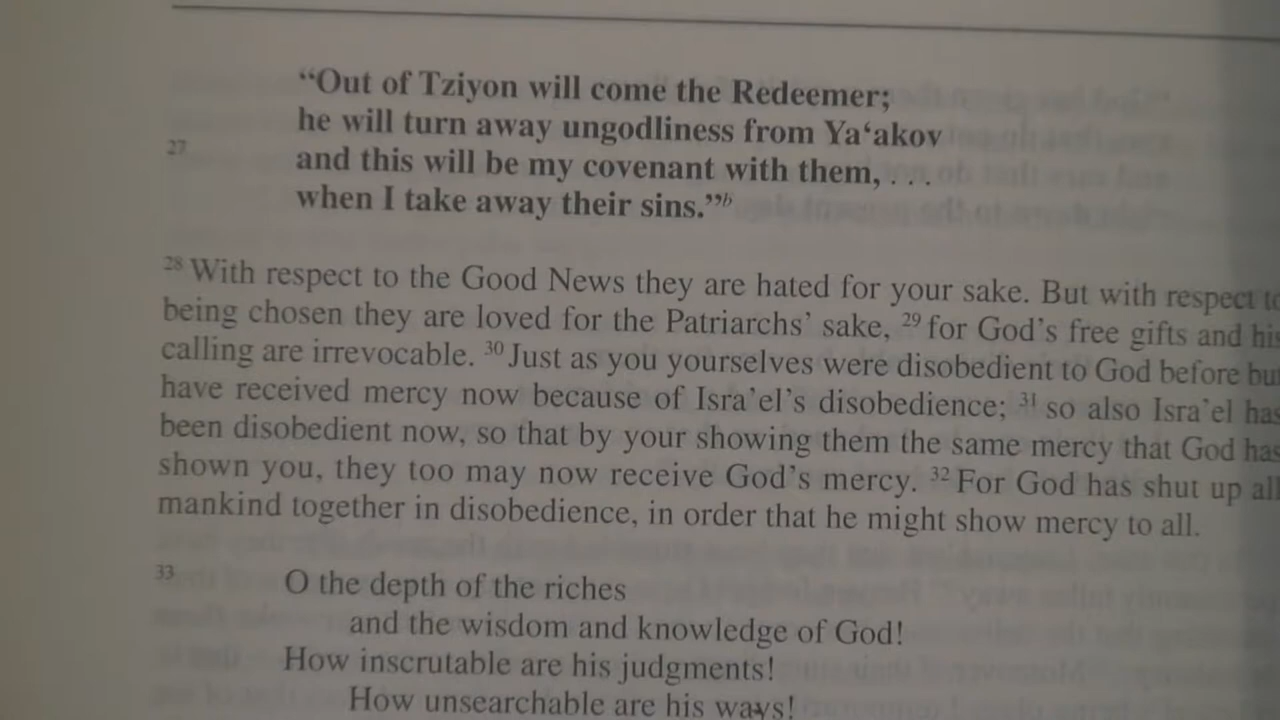 “Out of Tziyon will come the Redeemer;
he will turn away ungodliness from Ya‘akov
27 and this will be my covenant with them, . . .
when I take away their sins.”b
28 With respect to the Good News they are hated for your sake. But with respect to
being chosen they are loved for the Patriarchs’ sake, 29 for God’s free gifts and his
calling are irrevocable. 30 Just as you yourselves were disobedient to God before but
have received mercy now because of Isra’el’s disobedience; 31 so also Isra’el has
been disobedient now, so that by your showing them the same mercy that God has
shown you, they too may now receive God’s mercy. 32 For God has shut up all
mankind together in disobedience, in order that he might show mercy to all.
33 O the depth of the riches
and the wisdom and knowledge of God!
How inscrutable are his judgments!
How unsearchable are his ways!